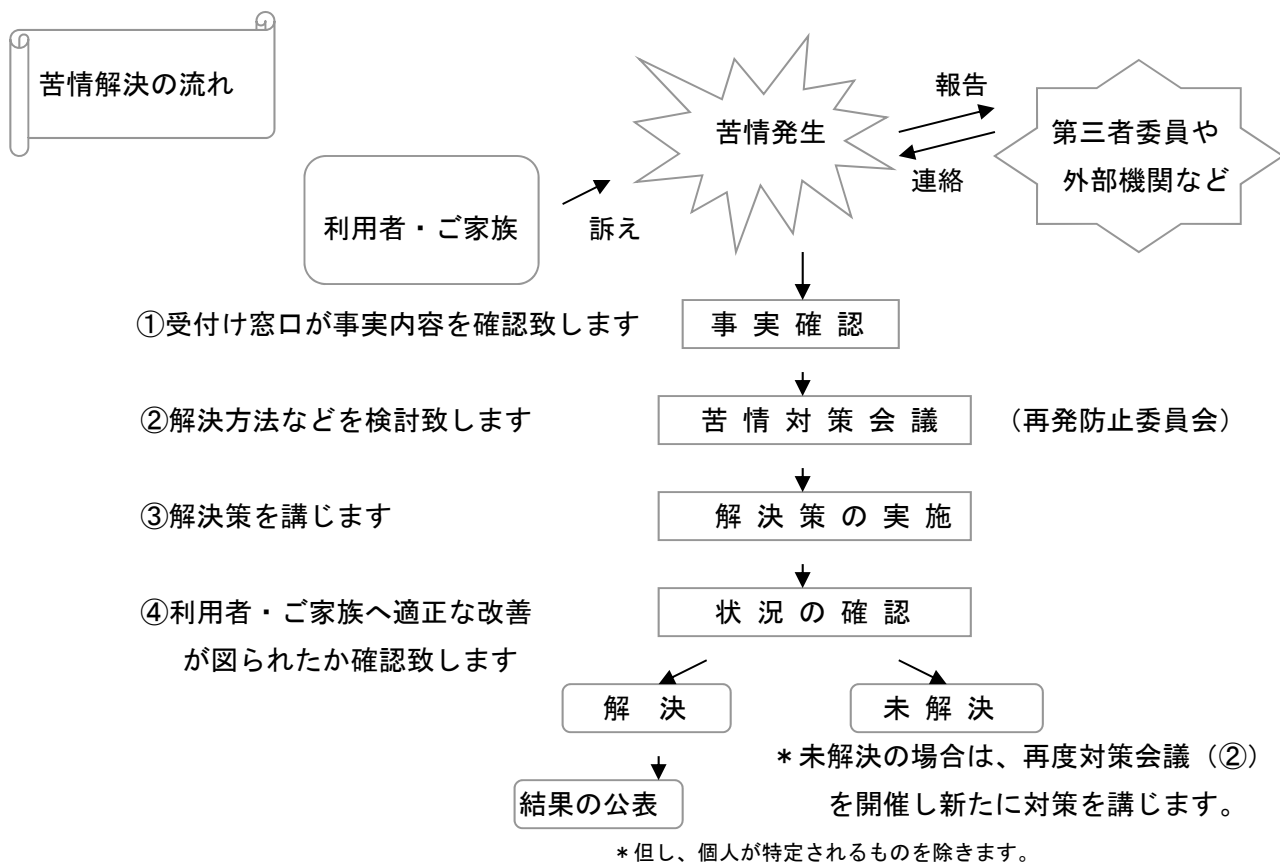 苦情解決の流れ
報告
苦情発生
第三者委員や
外部機関など
連絡
利用者・ご家族
訴え
①受付け窓口が事実内容を確認致します
事実確認
②解決方法などを検討致します
苦情対策会議
（再発防止委員会）
③解決策を講じます
解決策の実施
④利用者・ご家族へ適正な改善
が図られたか確認致します
状況の確認
解　決
未解決
＊未解決の場合は、再度対策会議（②）
を開催し新たに対策を講じます。
結果の公表
＊但し、個人が特定されるものを除きます。